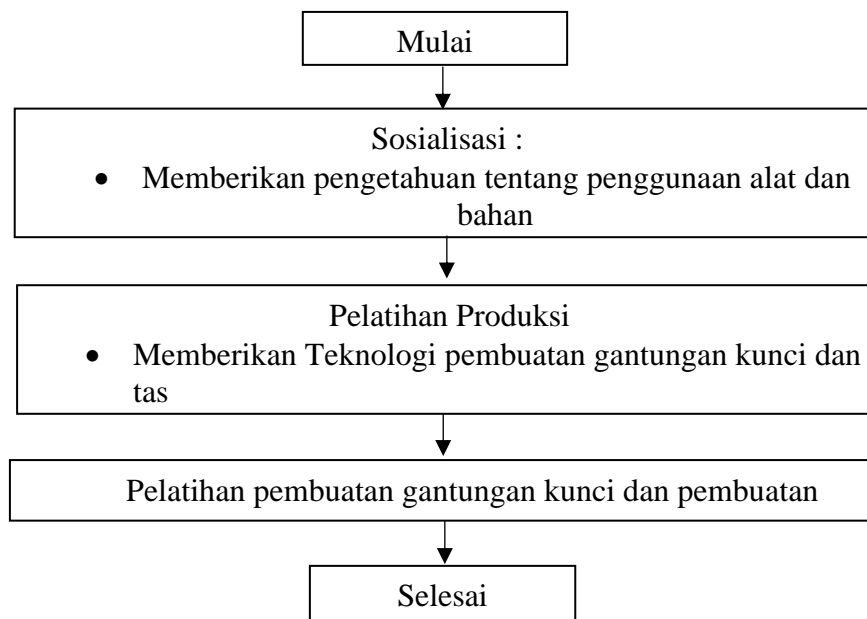 Mulai
Sosialisasi :
• Memberikan pengetahuan tentang penggunaan alat dan
bahan
Pelatihan Produksi
• Memberikan Teknologi pembuatan gantungan kunci dan
tas
Pelatihan pembuatan gantungan kunci dan pembuatan
Selesai